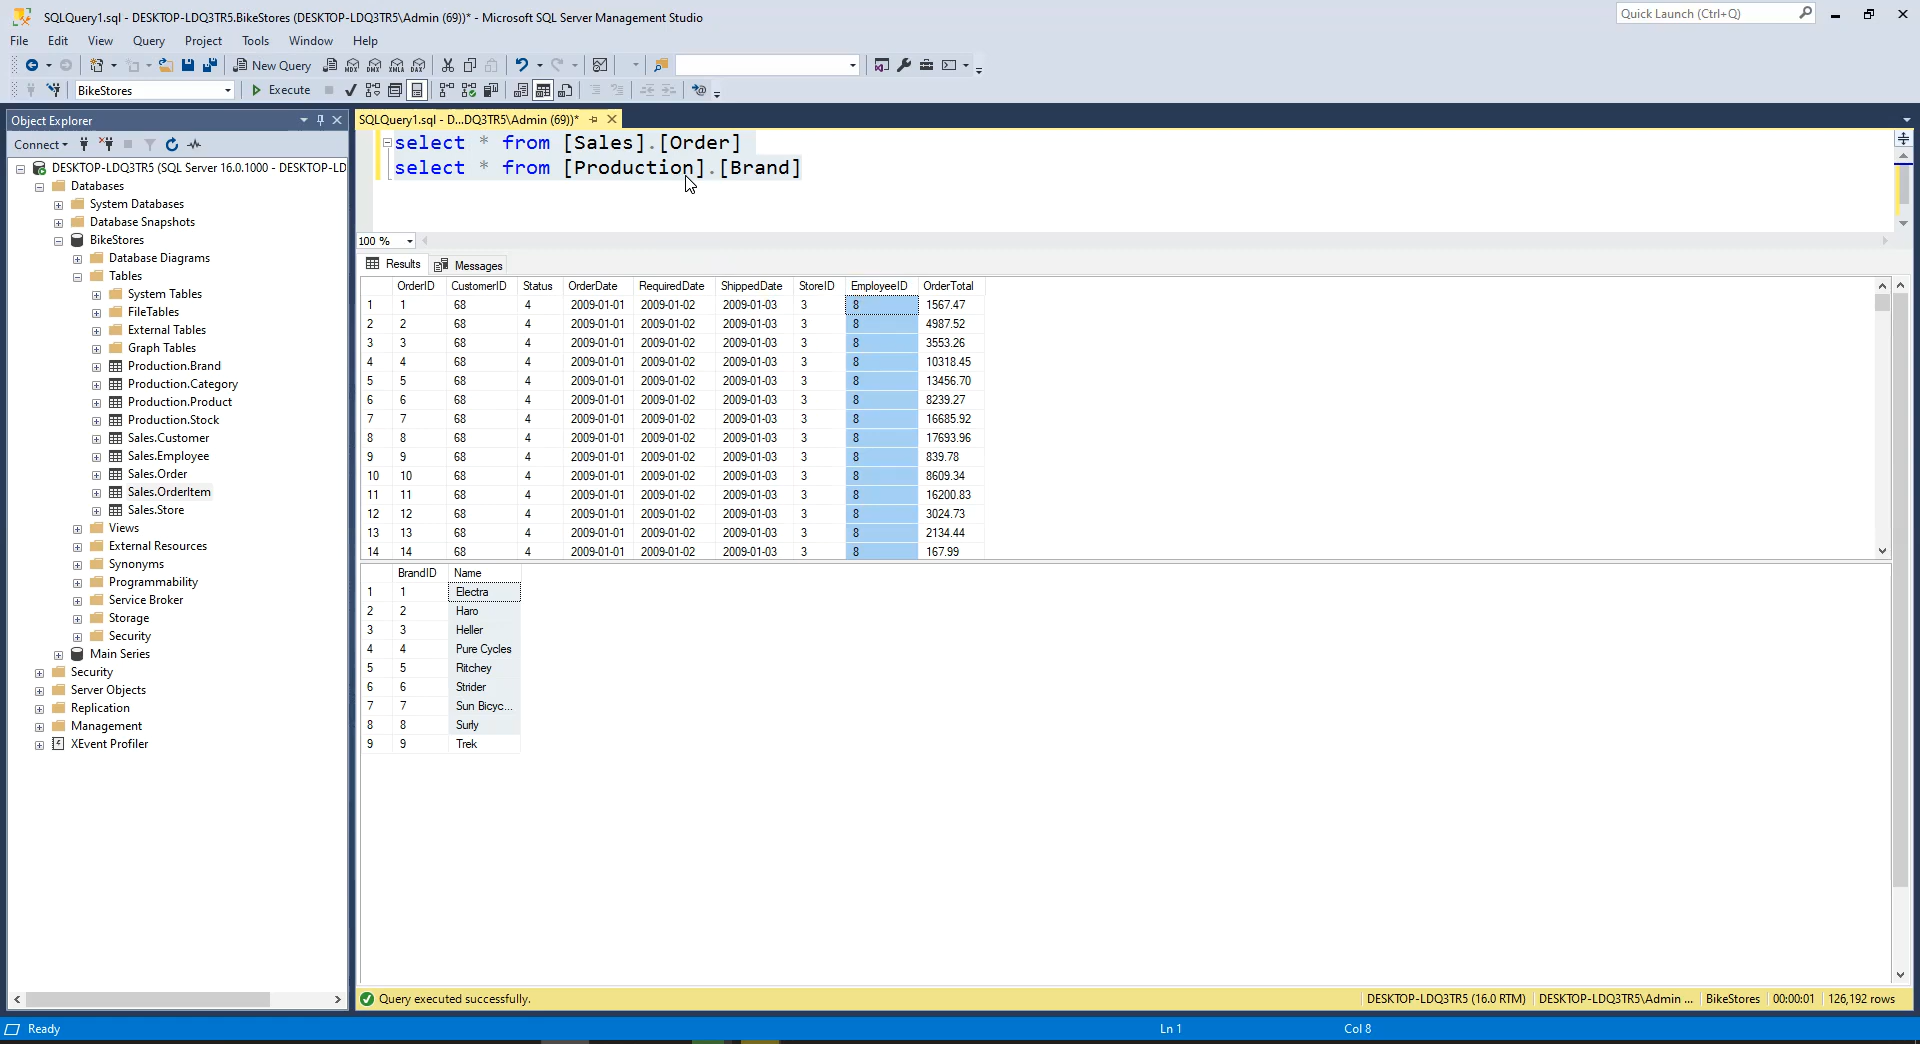 SQLQuery1.sql - DESKTOP-LDQ3TR5.BikeStores (DESKTOP-LDQ3TR5\Admin (69))* - Microsoft SQL Server Management Studio
Quick Launch (Ctrl+Q)
File Edit View Query Project Tools Window Help
New Query
MDX DMX XMLA DAX
BikeStores
Execute
Object Explorer
Connect
DESKTOP-LDQ3TR5 (SQL Server 16.0.1000 - DESKTOP-LD
Databases
System Databases
Database Snapshots
BikeStores
Database Diagrams
Tables
System Tables
FileTables
External Tables
Graph Tables
Production.Brand
Production.Category
Production.Product
Production.Stock
Sales.Customer
Sales.Employee
Sales.Order
Sales.OrderItem
Sales.Store
Views
External Resources
Synonyms
Programmability
Service Broker
Storage
Security
Main Series
Security
Server Objects
Replication
Management
XEvent Profiler
SQLQuery1.sql - D...DQ3TR5\Admin (69))*
select * from [Sales].[Order]
select * from [Production].[Brand]
100 %
Results Messages
OrderID CustomerID Status OrderDate RequiredDate ShippedDate StoreID EmployeeID OrderTotal
1 1 68 4 2009-01-01 2009-01-02 2009-01-03 3 8 1567.47
2 2 68 4 2009-01-01 2009-01-02 2009-01-03 3 8 4987.52
3 3 68 4 2009-01-01 2009-01-02 2009-01-03 3 8 3553.26
4 4 68 4 2009-01-01 2009-01-02 2009-01-03 3 8 10318.45
5 5 68 4 2009-01-01 2009-01-02 2009-01-03 3 8 13456.70
6 6 68 4 2009-01-01 2009-01-02 2009-01-03 3 8 8239.27
7 7 68 4 2009-01-01 2009-01-02 2009-01-03 3 8 16685.92
8 8 68 4 2009-01-01 2009-01-02 2009-01-03 3 8 17693.96
9 9 68 4 2009-01-01 2009-01-02 2009-01-03 3 8 839.78
10 10 68 4 2009-01-01 2009-01-02 2009-01-03 3 8 8609.34
11 11 68 4 2009-01-01 2009-01-02 2009-01-03 3 8 16200.83
12 12 68 4 2009-01-01 2009-01-02 2009-01-03 3 8 3024.73
13 13 68 4 2009-01-01 2009-01-02 2009-01-03 3 8 2134.44
14 14 68 4 2009-01-01 2009-01-02 2009-01-03 3 8 167.99
BrandID Name
1 1 Electra
2 2 Haro
3 3 Heller
4 4 Pure Cycles
5 5 Ritchey
6 6 Strider
7 7 Sun Bicyc...
8 8 Surly
9 9 Trek
Query executed successfully.
DESKTOP-LDQ3TR5 (16.0 RTM) DESKTOP-LDQ3TR5\Admin ... BikeStores 00:00:01 126,192 rows
Ready Ln 1 Col 8